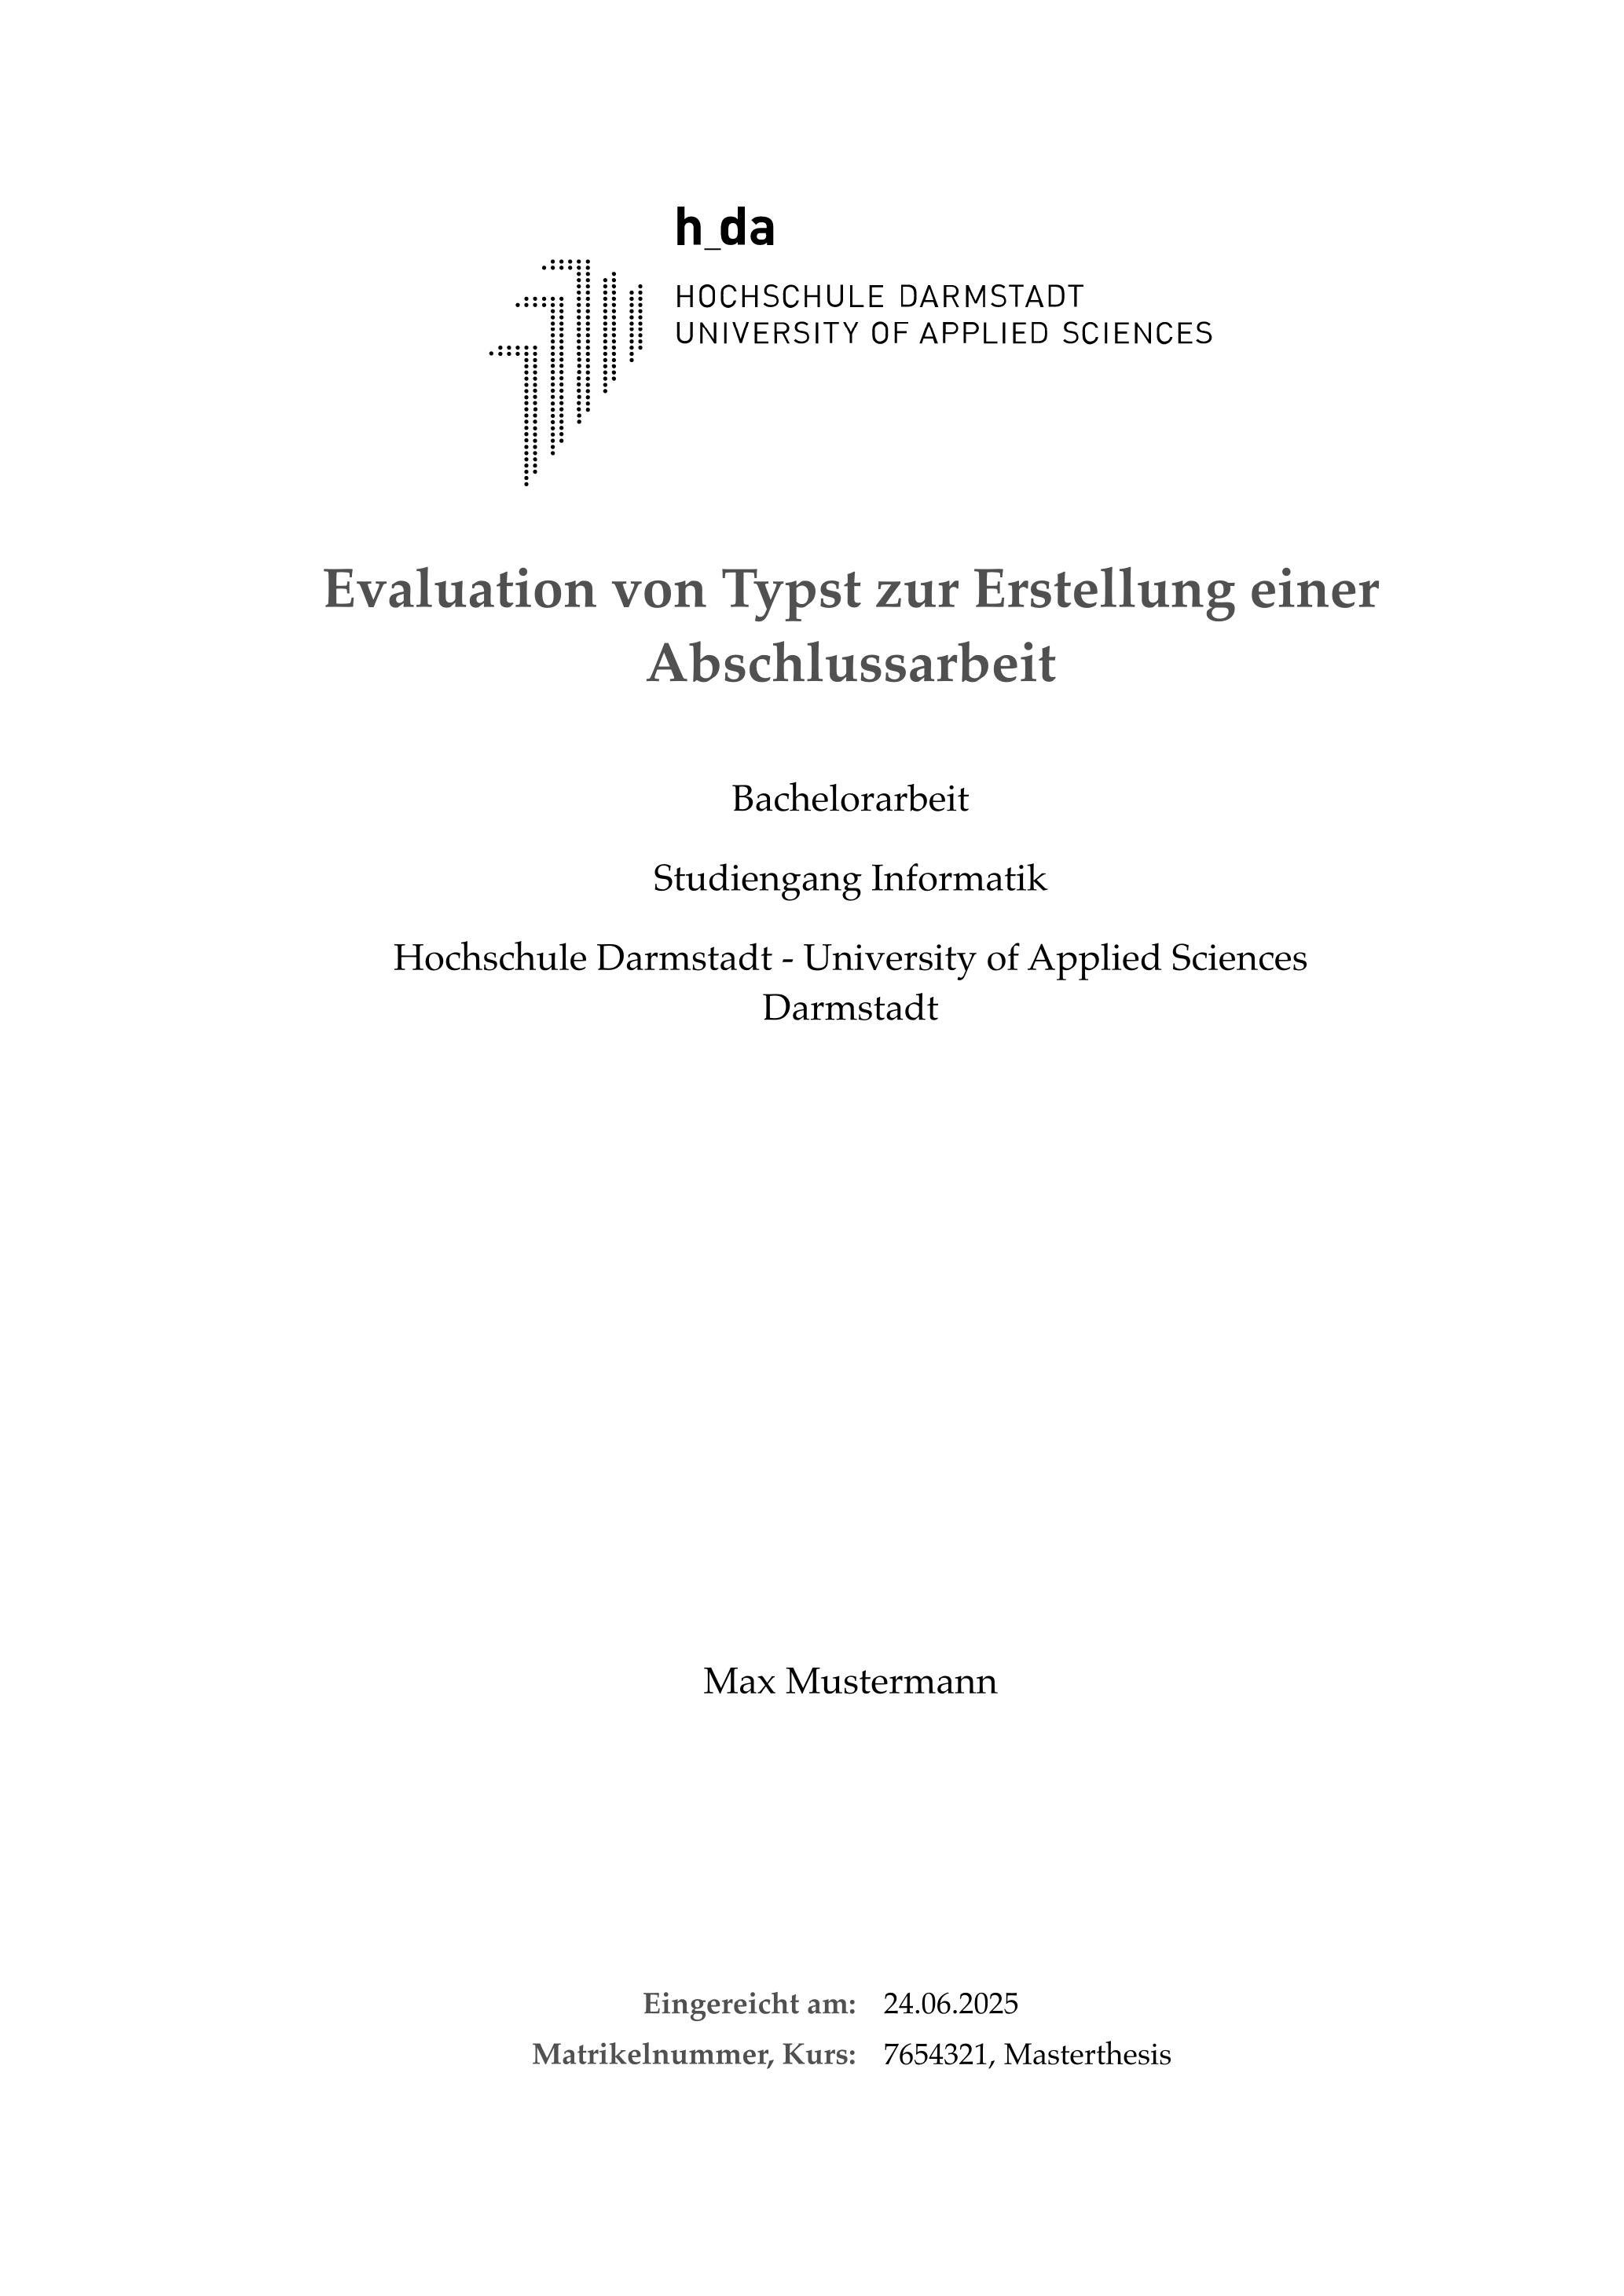 h_da
HOCHSCHULE DARMSTADT
UNIVERSITY OF APPLIED SCIENCES
Evaluation von Typst zur Erstellung einer
Abschlussarbeit
Bachelorarbeit
Studiengang Informatik
Hochschule Darmstadt - University of Applied Sciences
Darmstadt
Max Mustermann
Eingereicht am: 24.06.2025
Matrikelnummer, Kurs: 7654321, Masterthesis